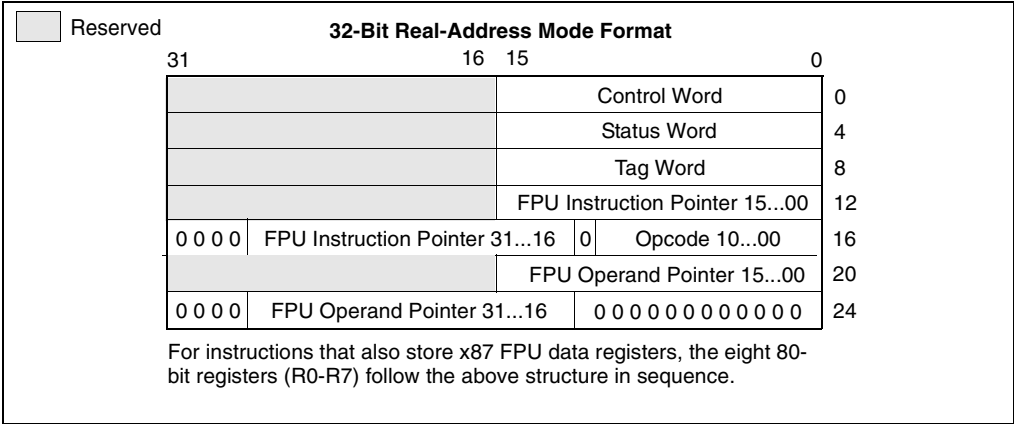 Reserved
32-Bit Real-Address Mode Format
31 16 15 0
Control Word 0
Status Word 4
Tag Word 8
FPU Instruction Pointer 15...00 12
0 0 0 0 FPU Instruction Pointer 31...16 0 Opcode 10...00 16
FPU Operand Pointer 15...00 20
0 0 0 0 FPU Operand Pointer 31...16 0 0 0 0 0 0 0 0 0 0 0 0 24
For instructions that also store x87 FPU data registers, the eight 80-
bit registers (R0-R7) follow the above structure in sequence.